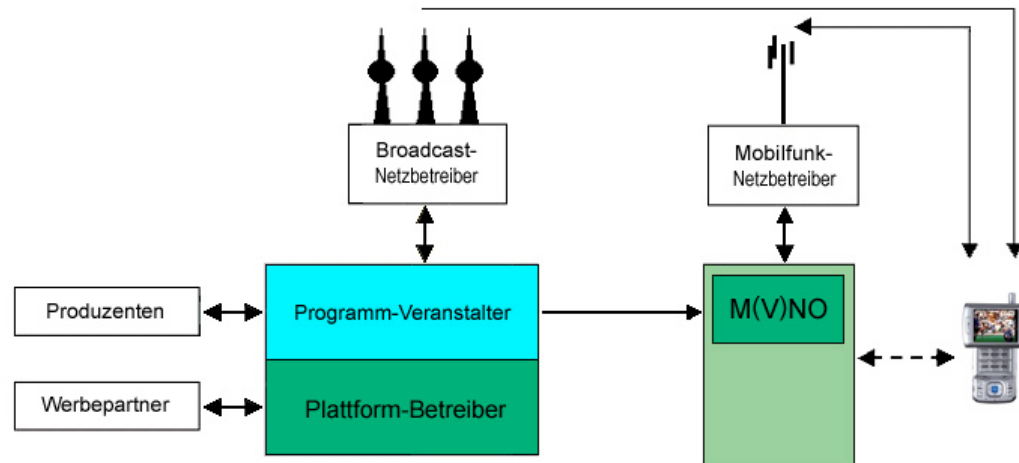 Broadcast-
Netzbetreiber
Mobilfunk-
Netzbetreiber
Produzenten
Programm-Veranstalter
M(V)NO
Werbepartner
Plattform-Betreiber